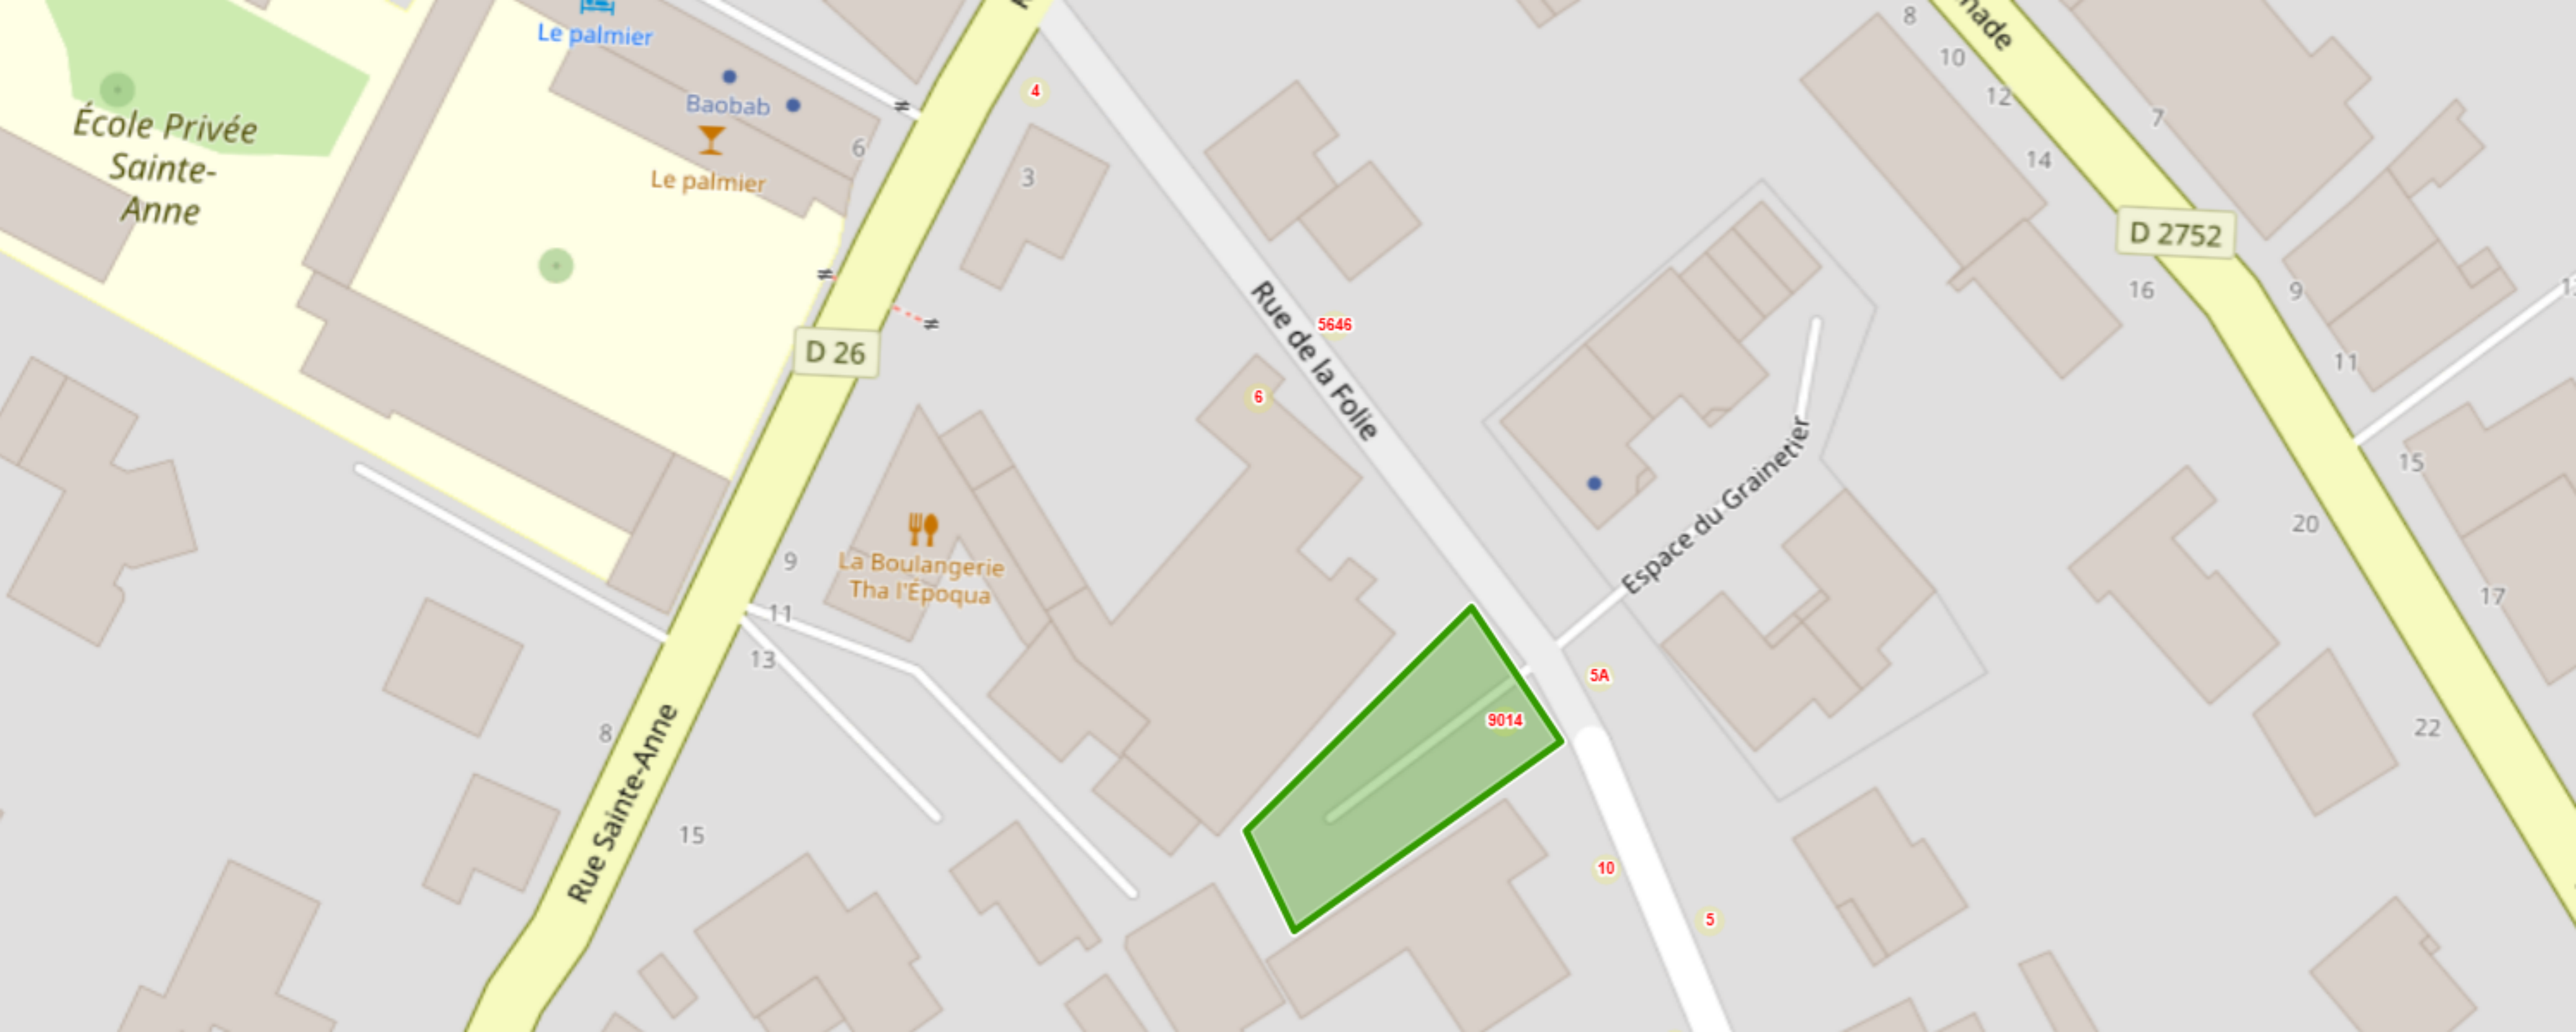 Le palmier
Baobab
Le palmier
6
École Privée
Sainte-
Anne
4
3
D 26
Rue de la Folie
5646
6
8
10
12
14
16
nade
7
D 2752
9
11
15
17
20
22
Espace du Grainetier
La Boulangerie
Tha l'Époqua
9
11
13
8
15
Rue Sainte-Anne
5A
9014
10
5